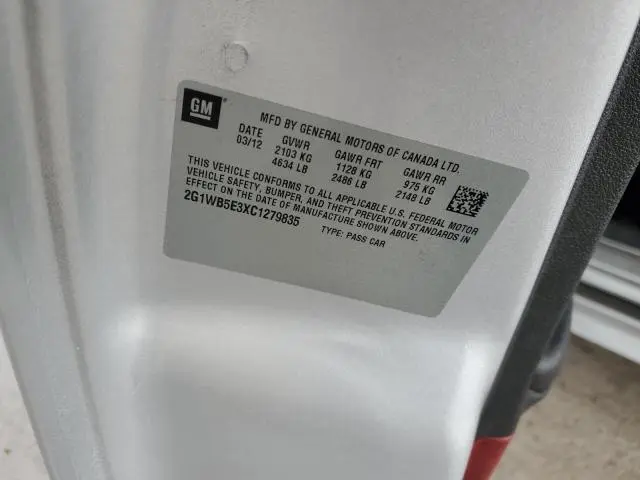 GM
MFD BY GENERAL MOTORS OF CANADA LTD.
DATE GVWR GAWR FRT GAWR RR
03/12 2103 KG 1128 KG 975 KG
4634 LB 2486 LB 2148 LB
THIS VEHICLE CONFORMS TO ALL APPLICABLE U.S. FEDERAL MOTOR
VEHICLE SAFETY, BUMPER, AND THEFT PREVENTION STANDARDS IN
EFFECT ON THE DATE OF MANUFACTURE SHOWN ABOVE.
2G1WB5E3XC1279835
TYPE: PASS CAR